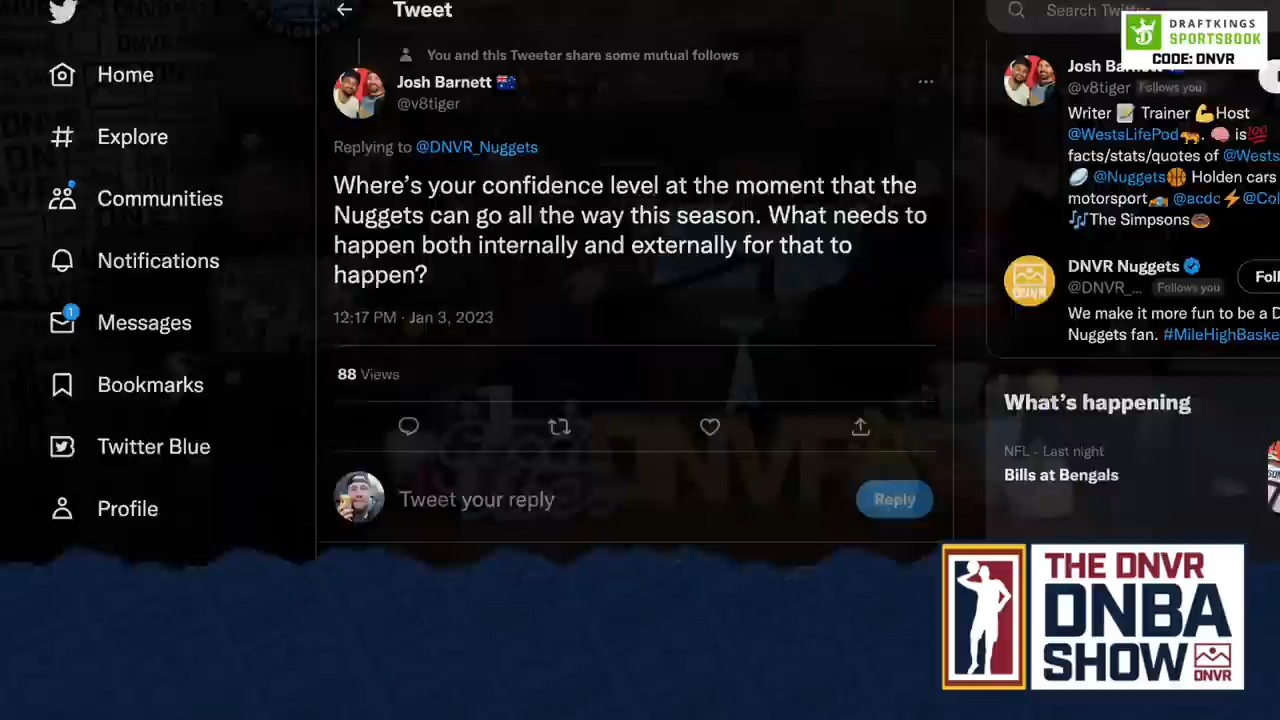 Tweet
Search Twitter
DRAFTKINGS
SPORTSBOOK
CODE: DNVR
Home
Explore
Communities
Notifications
1
Messages
Bookmarks
Twitter Blue
Profile
You and this Tweeter share some mutual follows
Josh Barnett
@v8tiger
Replying to @DNVR_Nuggets
Where's your confidence level at the moment that the
Nuggets can go all the way this season. What needs to
happen both internally and externally for that to
happen?
12:17 PM · Jan 3, 2023
88 Views
Tweet your reply
Reply
Josh
@v8tiger Follows you
Writer 📝 Trainer 💪Host
@WestsLifePod🐅. 🧠 is💯
facts/stats/quotes of @Wests
🏉 @Nuggets🏀 Holden cars
motorsport🏎 @acdc⚡@Col
🎶The Simpsons🍩
DNVR Nuggets
@DNVR_... Follows you
Foll
We make it more fun to be a D
Nuggets fan. #MileHighBaske
What's happening
NFL - Last night
Bills at Bengals
THE DNVR
DNBA
SHOW
DNVR